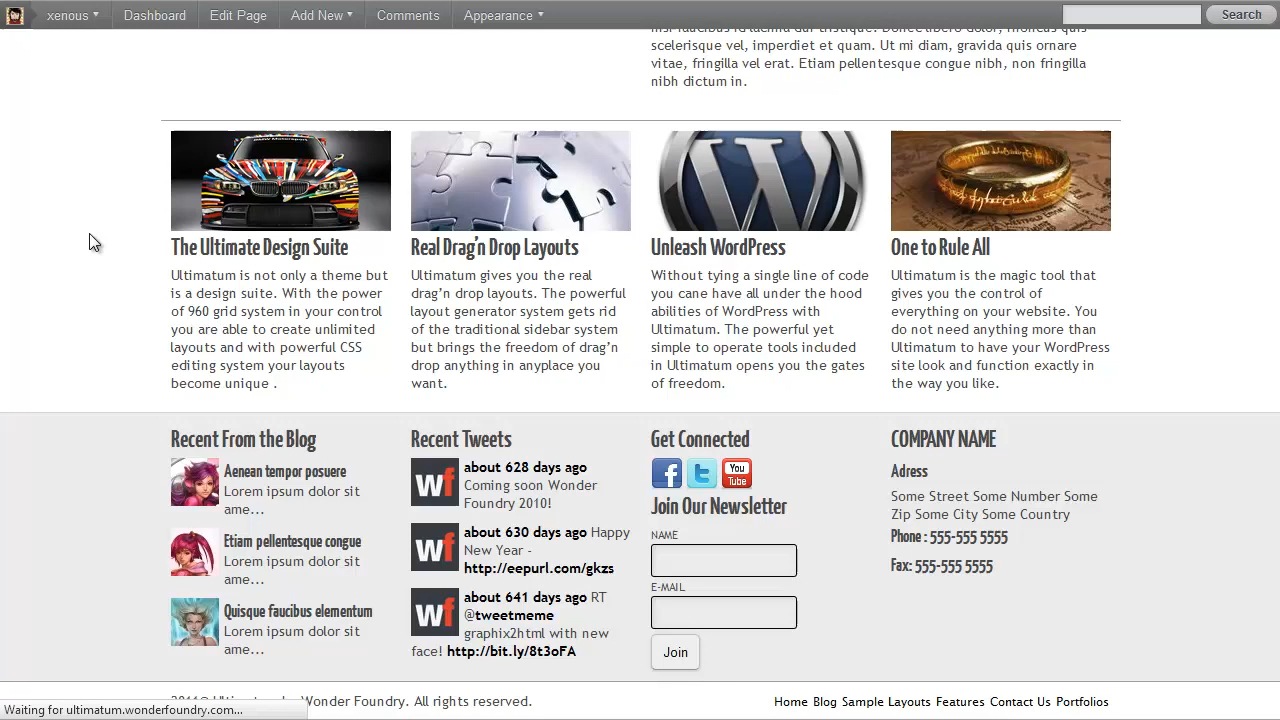 xenous Dashboard Edit Page Add New Comments Appearance Search
scelerisque vel, imperdiet et quam. Ut mi diam, gravida quis ornare
vitae, fringilla vel erat. Etiam pellentesque congue nibh, non fringilla
nibh dictum in.
BMW Motorsport
The Ultimate Design Suite
Ultimatum is not only a theme but
is a design suite. With the power
of 960 grid system in your control
you are able to create unlimited
layouts and with powerful CSS
editing system your layouts
become unique .
Real Drag'n Drop Layouts
Ultimatum gives you the real
drag'n drop layouts. The powerful
layout generator system gets rid
of the traditional sidebar system
but brings the freedom of drag'n
drop anything in anyplace you
want.
W
Unleash WordPress
Without tying a single line of code
you cane have all under the hood
abilities of WordPress with
Ultimatum. The powerful yet
simple to operate tools included
in Ultimatum opens you the gates
of freedom.
One to Rule All
Ultimatum is the magic tool that
gives you the control of
everything on your website. You
do not need anything more than
Ultimatum to have your WordPress
site look and function exactly in
the way you like.
Recent From the Blog
Aenean tempor posuere
Lorem ipsum dolor sit
ame...
Etiam pellentesque congue
Lorem ipsum dolor sit
ame...
Quisque faucibus elementum
Lorem ipsum dolor sit
ame...
Recent Tweets
wf
about 628 days ago
Coming soon Wonder
Foundry 2010!
wf
about 630 days ago Happy
New Year -
http://eepurl.com/gkzs
wf
about 641 days ago RT
@tweetmeme
graphix2html with new
face! http://bit.ly/8t3oFA
Get Connected
f t You Tube
Join Our Newsletter
NAME
E-MAIL
Join
COMPANY NAME
Adress
Some Street Some Number Some
Zip Some City Some Country
Phone : 555-555 5555
Fax: 555-555 5555
Wonder Foundry. All rights reserved.
Home Blog Sample Layouts Features Contact Us Portfolios
Waiting for ultimatum.wonderfoundry.com...